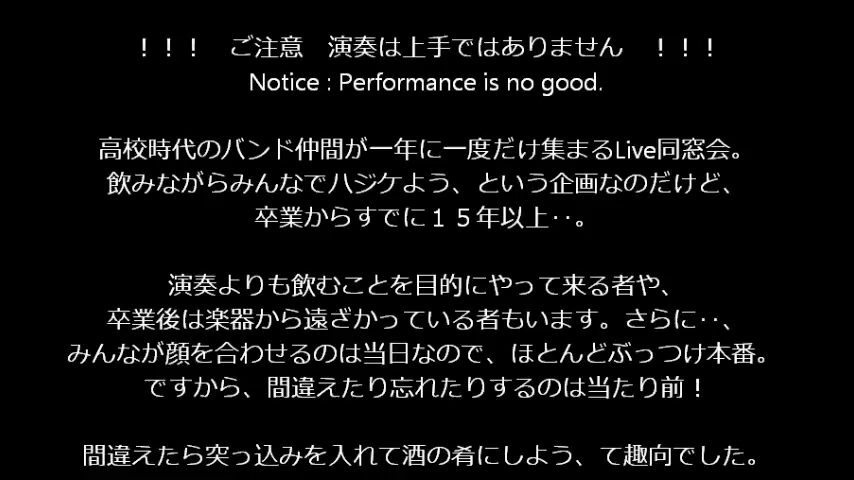 ！！！　ご注意　演奏は上手ではありません　！！！
Notice : Performance is no good.
高校時代のバンド仲間が一年に一度だけ集まるLive同窓会。
飲みながらみんなでハジケよう、という企画なのだけど、
卒業からすでに１５年以上‥。
演奏よりも飲むことを目的にやって来る者や、
卒業後は楽器から遠ざかっている者もいます。さらに‥、
みんなが顔を合わせるのは当日なので、ほとんどぶっつけ本番。
ですから、間違えたり忘れたりするのは当たり前！
間違えたら突っ込みを入れて酒の肴にしよう、て趣向でした。